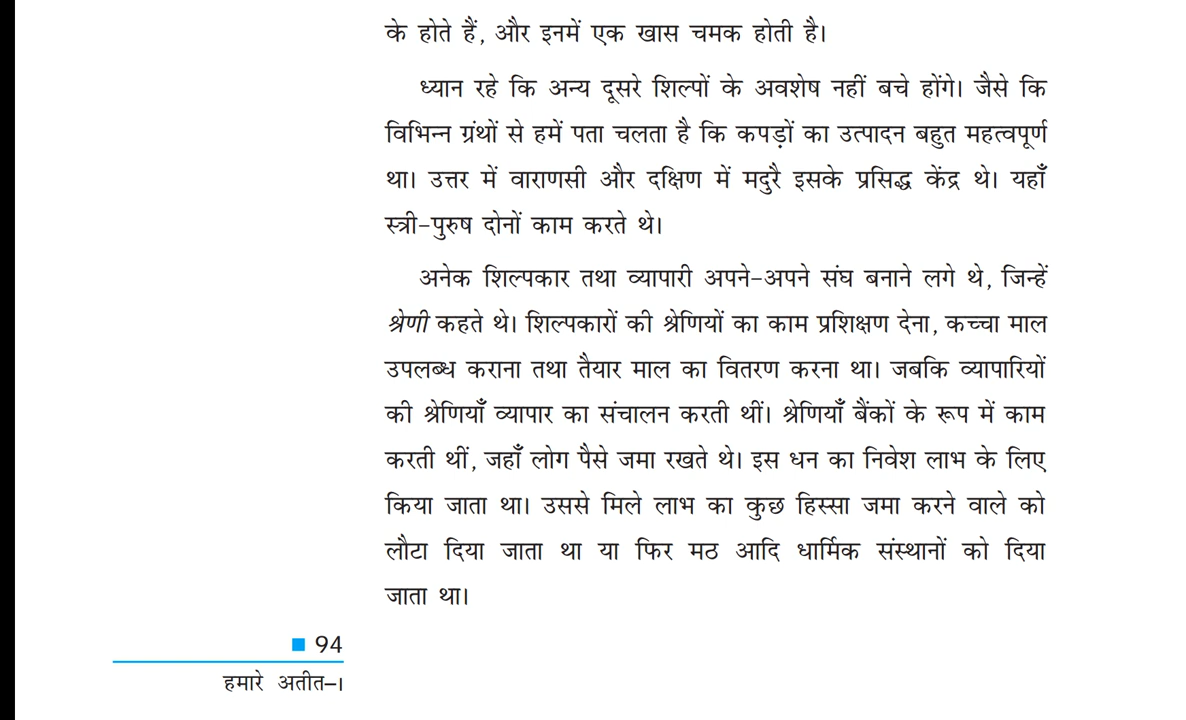 के होते हैं, और इनमें एक खास चमक होती है।
ध्यान रहे कि अन्य दूसरे शिल्पों के अवशेष नहीं बचे होंगे। जैसे कि
विभिन्न ग्रंथों से हमें पता चलता है कि कपड़ों का उत्पादन बहुत महत्वपूर्ण
था। उत्तर में वाराणसी और दक्षिण में मदुरै इसके प्रसिद्ध केंद्र थे। यहाँ
स्त्री-पुरुष दोनों काम करते थे।
अनेक शिल्पकार तथा व्यापारी अपने-अपने संघ बनाने लगे थे, जिन्हें
श्रेणी कहते थे। शिल्पकारों की श्रेणियों का काम प्रशिक्षण देना, कच्चा माल
उपलब्ध कराना तथा तैयार माल का वितरण करना था। जबकि व्यापारियों
की श्रेणियाँ व्यापार का संचालन करती थीं। श्रेणियाँ बैंकों के रूप में काम
करती थीं, जहाँ लोग पैसे जमा रखते थे। इस धन का निवेश लाभ के लिए
किया जाता था। उससे मिले लाभ का कुछ हिस्सा जमा करने वाले को
लौटा दिया जाता था या फिर मठ आदि धार्मिक संस्थानों को दिया
जाता था।
■ 94
हमारे अतीत-I